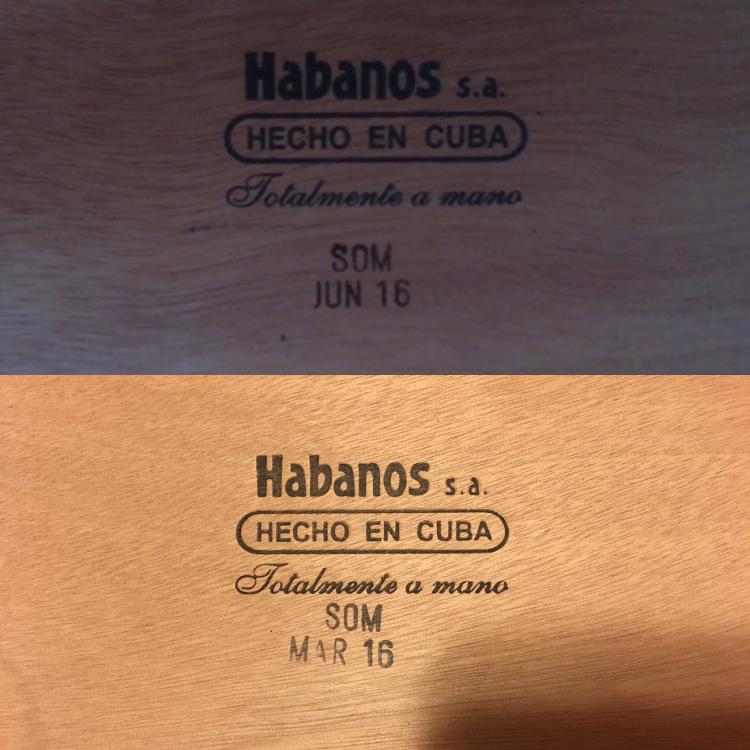 Habanos s.a.
HECHO EN CUBA
Totalmente a mano
SOM
JUN 16
Habanos s.a.
HECHO EN CUBA
Totalmente a mano
SOM
MAR 16